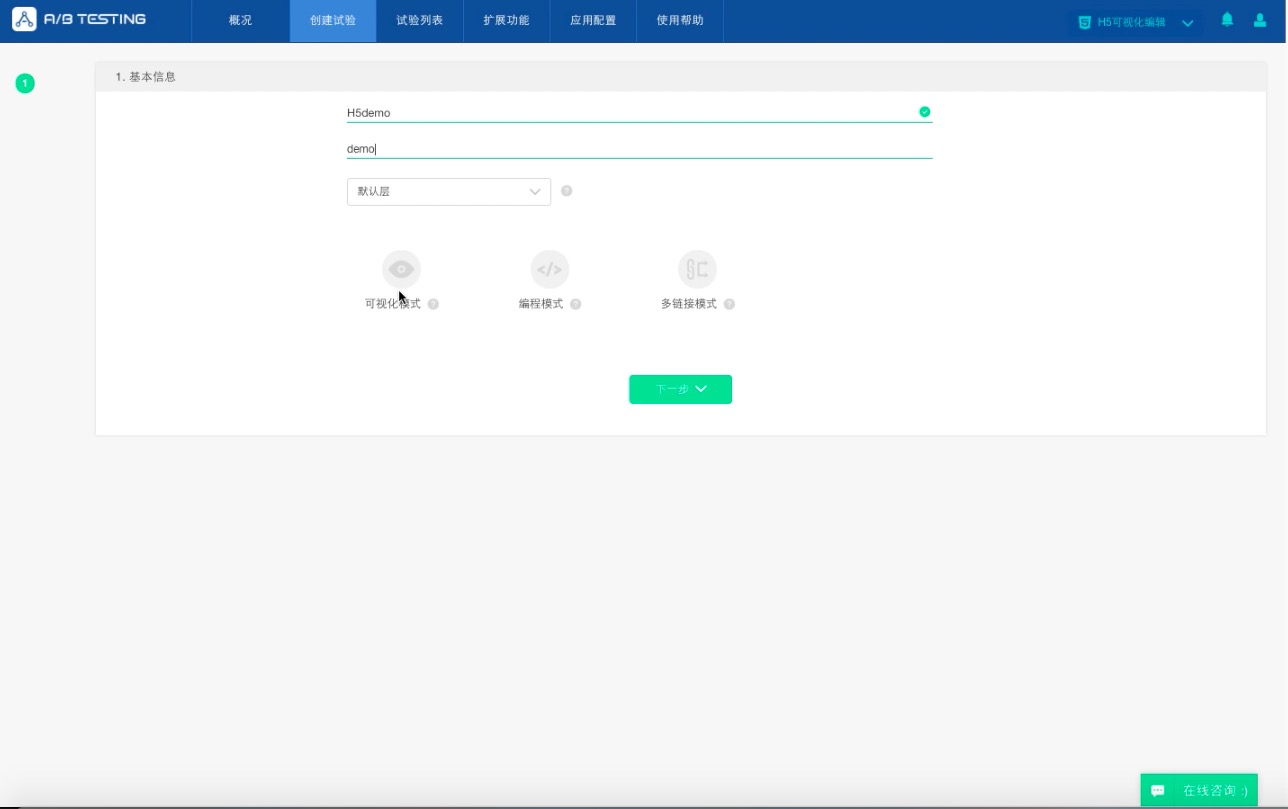 A/B TESTING
概况
创建试验
试验列表
扩展功能
应用配置
使用帮助
H5可视化编辑
1
1. 基本信息
H5demo
demo
默认层
可视化模式
编程模式
多链接模式
下一步
在线咨询 :)